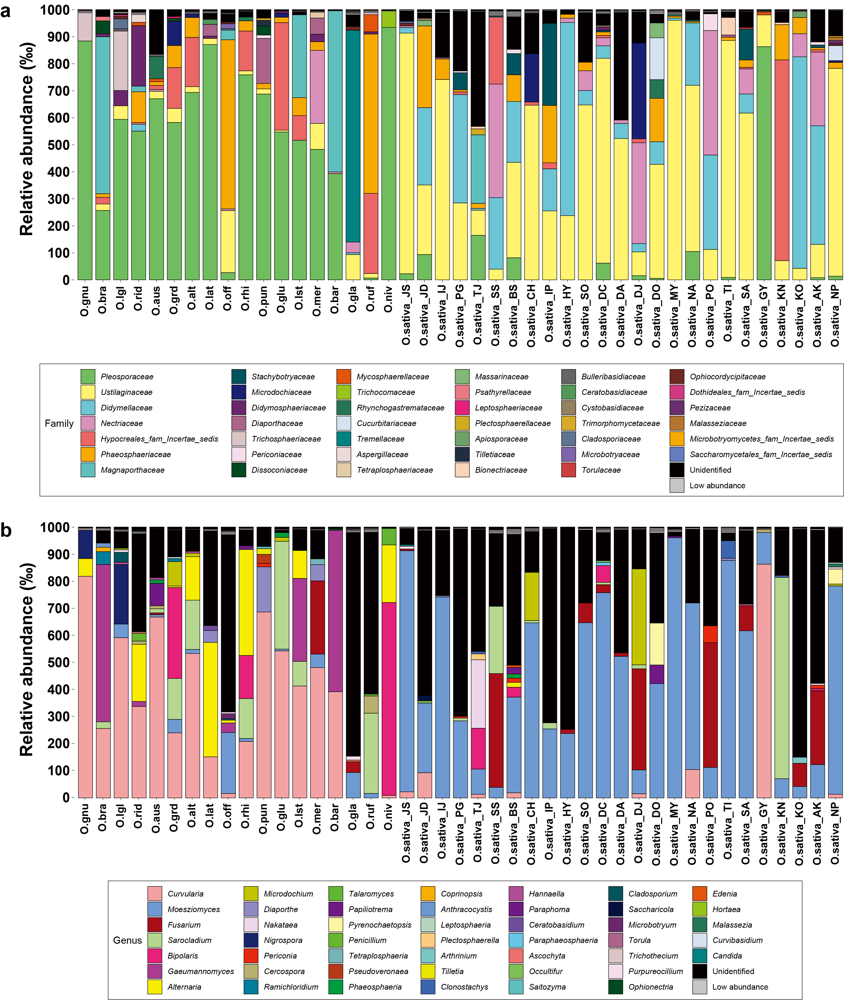 a
Relative abundance (‰)
1000
900
800
700
600
500
400
300
200
100
0
O.gnu O.bra O.lgl O.rid O.aus O.grd O.alt O.lat O.off O.rhi O.pun O.glu O.lst O.mer O.bar O.gla O.ruf O.niv O.sativa_JS O.sativa_JD O.sativa_IJ O.sativa_PG O.sativa_TJ O.sativa_SS O.sativa_BS O.sativa_CH O.sativa_IP O.sativa_HY O.sativa_SO O.sativa_DC O.sativa_DA O.sativa_DJ O.sativa_DO O.sativa_MY O.sativa_NA O.sativa_PO O.sativa_TI O.sativa_SA O.sativa_GY O.sativa_KN O.sativa_KO O.sativa_AK O.sativa_NP
Family
Pleosporaceae Stachybotryaceae Mycosphaerellaceae Massarinaceae Bulleribasidiaceae Ophiocordycipitaceae
Ustilaginaceae Microdochiaceae Trichocomaceae Psathyrellaceae Ceratobasidiaceae Dothideales_fam_Incertae_sedis
Didymellaceae Didymosphaeriaceae Rhynchogastremataceae Leptosphaeriaceae Cystobasidiaceae Pezizaceae
Nectriaceae Diaporthaceae Cucurbitariaceae Plectosphaerellaceae Trimorphomycetaceae Malasseziaceae
Hypocreales_fam_Incertae_sedis Trichosphaeriaceae Tremellaceae Apiosporaceae Cladosporiaceae Microbotryomycetes_fam_Incertae_sedis
Phaeosphaeriaceae Periconiaceae Aspergillaceae Tilletiaceae Microbotryaceae Saccharomycetales_fam_Incertae_sedis
Magnaporthaceae Dissoconiaceae Tetraplosphaeriaceae Bionectriaceae Torulaceae Unidentified
Low abundance
b
Relative abundance (‰)
1000
900
800
700
600
500
400
300
200
100
0
O.gnu O.bra O.lgl O.rid O.aus O.grd O.alt O.lat O.off O.rhi O.pun O.glu O.lst O.mer O.bar O.gla O.ruf O.niv O.sativa_JS O.sativa_JD O.sativa_IJ O.sativa_PG O.sativa_TJ O.sativa_SS O.sativa_BS O.sativa_CH O.sativa_IP O.sativa_HY O.sativa_SO O.sativa_DC O.sativa_DA O.sativa_DJ O.sativa_DO O.sativa_MY O.sativa_NA O.sativa_PO O.sativa_TI O.sativa_SA O.sativa_GY O.sativa_KN O.sativa_KO O.sativa_AK O.sativa_NP
Genus
Curvularia Microdochium Talaromyces Coprinopsis Hannaella Cladosporium Edenia
Moesziomyces Diaporthe Papiliotrema Anthracocystis Paraphoma Saccharicola Hortaea
Fusarium Nakataea Pyrenochaetopsis Leptosphaeria Ceratobasidium Microbotryum Malassezia
Sarocladium Nigrospora Penicillium Plectosphaerella Paraphaeosphaeria Torula Curvibasidium
Bipolaris Periconia Tetraplosphaeria Arthrinium Ascochyta Trichothecium Candida
Gaeumannomyces Cercospora Pseudoveronaea Tilletia Occultifur Purpureocillium Unidentified
Alternaria Ramichloridium Phaeosphaeria Clonostachys Saitozyma Ophionectria Low abundance